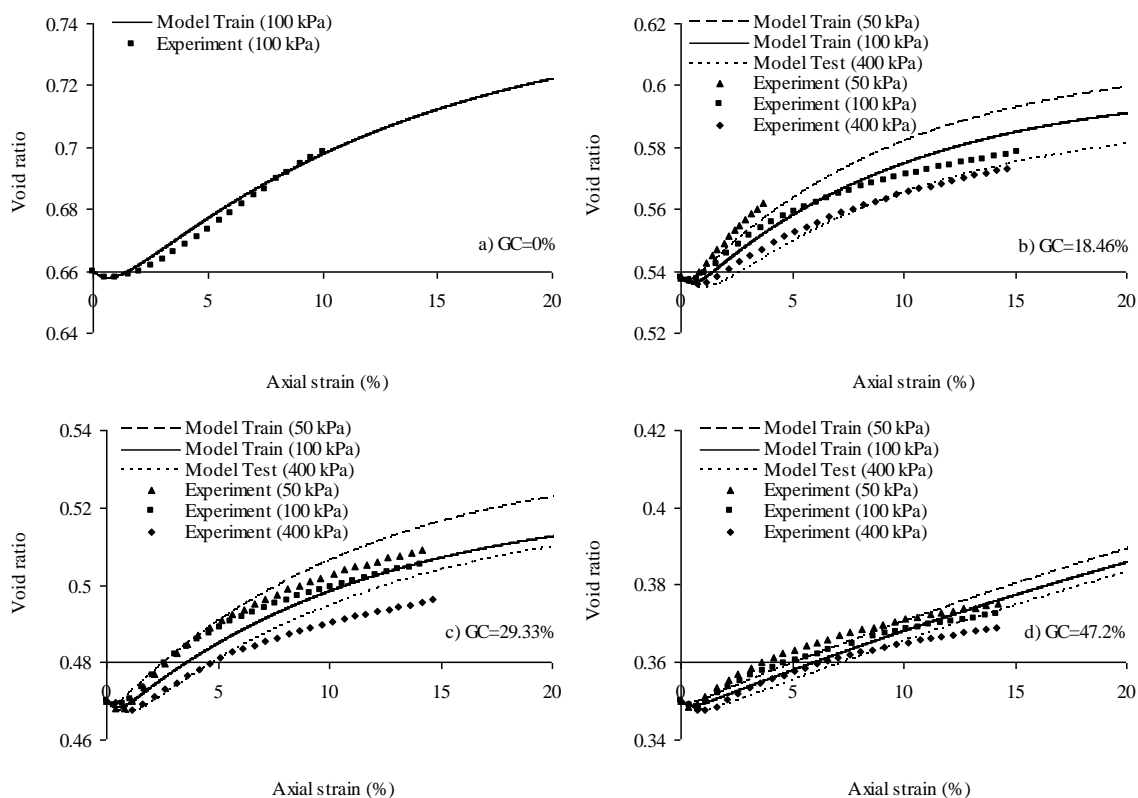 0.74
Model Train (100 kPa)
Experiment (100 kPa)
0.72
0.7
0.68
0.66
0.64
Void ratio
a) GC=0%
0 5 10 15 20
Axial strain (%)
0.62
Model Train (50 kPa)
Model Train (100 kPa)
Model Test (400 kPa)
Experiment (50 kPa)
Experiment (100 kPa)
Experiment (400 kPa)
0.6
0.58
0.56
0.54
0.52
Void ratio
b) GC=18.46%
0 5 10 15 20
Axial strain (%)
0.54
Model Train (50 kPa)
Model Train (100 kPa)
Model Test (400 kPa)
Experiment (50 kPa)
Experiment (100 kPa)
Experiment (400 kPa)
0.52
0.5
0.48
0.46
Void ratio
c) GC=29.33%
0 5 10 15 20
Axial strain (%)
0.42
Model Train (50 kPa)
Model Train (100 kPa)
Model Test (400 kPa)
Experiment (50 kPa)
Experiment (100 kPa)
Experiment (400 kPa)
0.4
0.38
0.36
0.34
Void ratio
d) GC=47.2%
0 5 10 15 20
Axial strain (%)